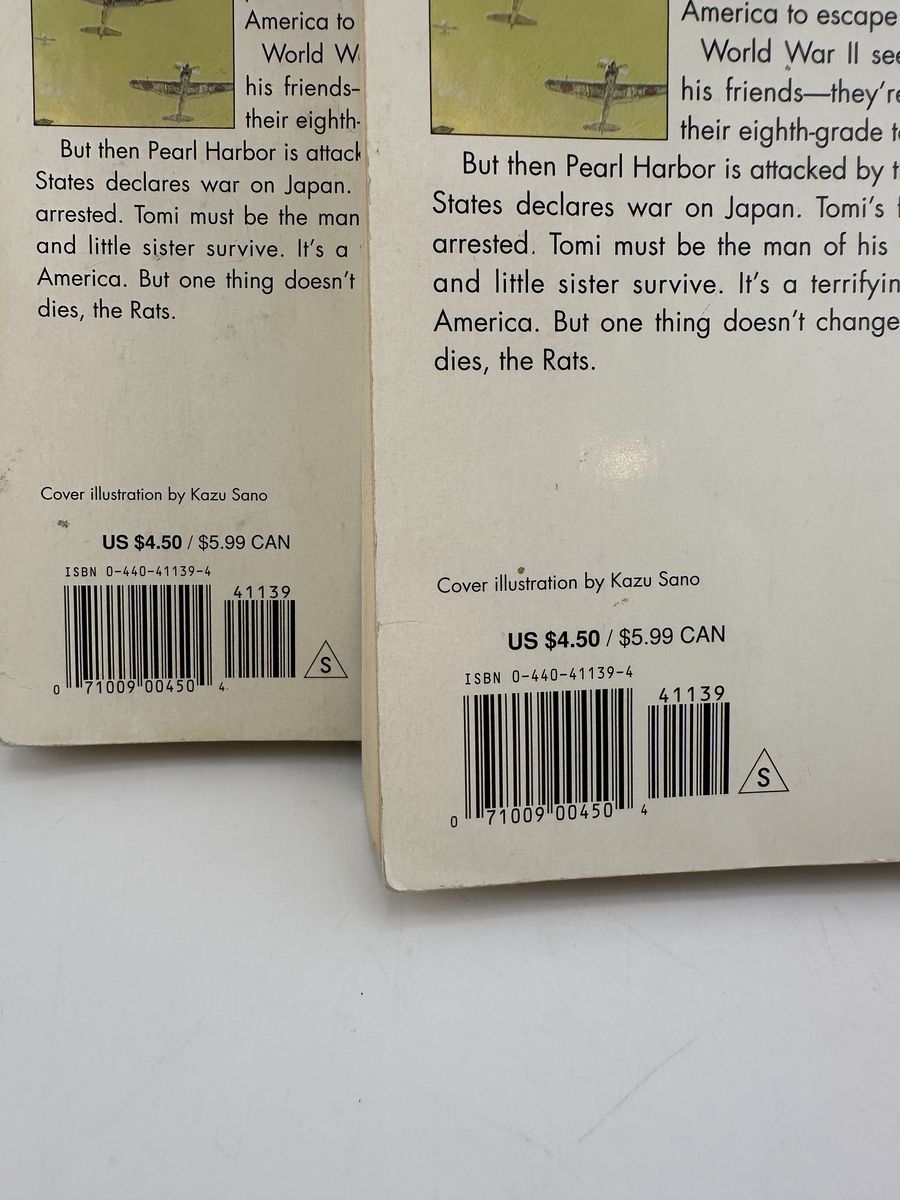 America to
World W
his friends–
their eighth-
But then Pearl Harbor is attack
States declares war on Japan.
arrested. Tomi must be the man
and little sister survive. It's a
America. But one thing doesn't
dies, the Rats.
Cover illustration by Kazu Sano
US $4.50 / $5.99 CAN
ISBN 0-440-41139-4
41139
0 71009 00450 4
S
America to escape
World War II see
his friends—they're
their eighth-grade t
But then Pearl Harbor is attacked by t
States declares war on Japan. Tomi's f
arrested. Tomi must be the man of his
and little sister survive. It's a terrifyin
America. But one thing doesn't change
dies, the Rats.
Cover illustration by Kazu Sano
US $4.50 / $5.99 CAN
ISBN 0-440-41139-4
41139
0 71009 00450 4
S